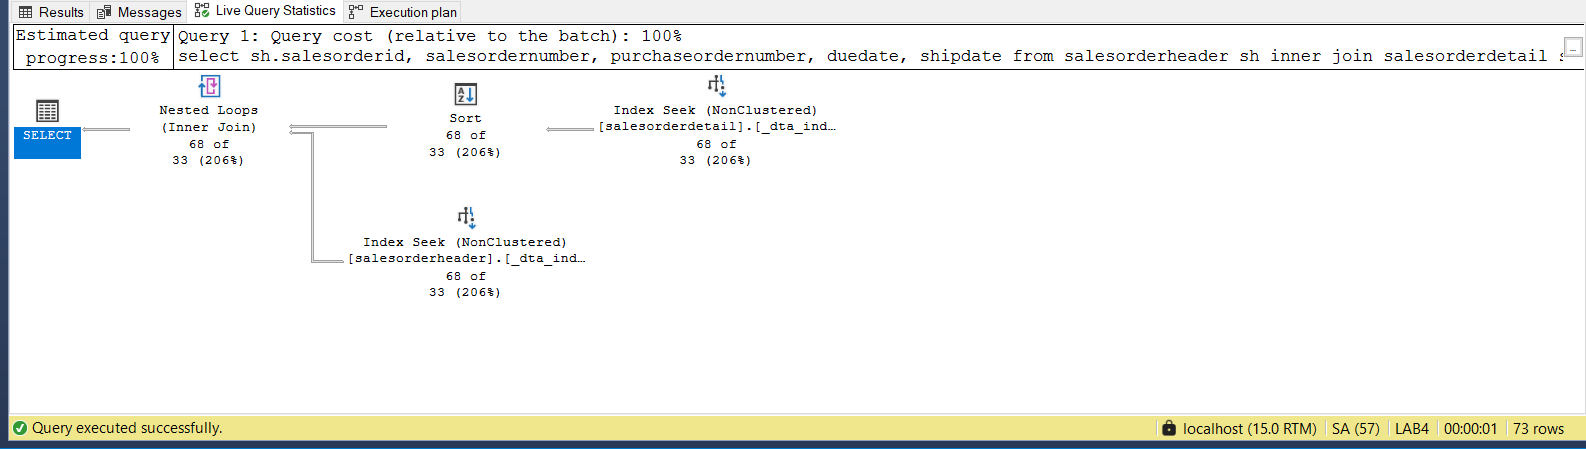 Results Messages Live Query Statistics Execution plan
Estimated query
progress:100%
Query 1: Query cost (relative to the batch): 100%
select sh.salesorderid, salesordernumber, purchaseordernumber, duedate, shipdate from salesorderheader sh inner join salesorderdetail
SELECT
Nested Loops
(Inner Join)
68 of
33 (206%)
Sort
68 of
33 (206%)
Index Seek (NonClustered)
[salesorderdetail].[_dta_ind…
68 of
33 (206%)
Index Seek (NonClustered)
[salesorderheader].[_dta_ind…
68 of
33 (206%)
Query executed successfully.
localhost (15.0 RTM) SA (57) LAB4 00:00:01 73 rows